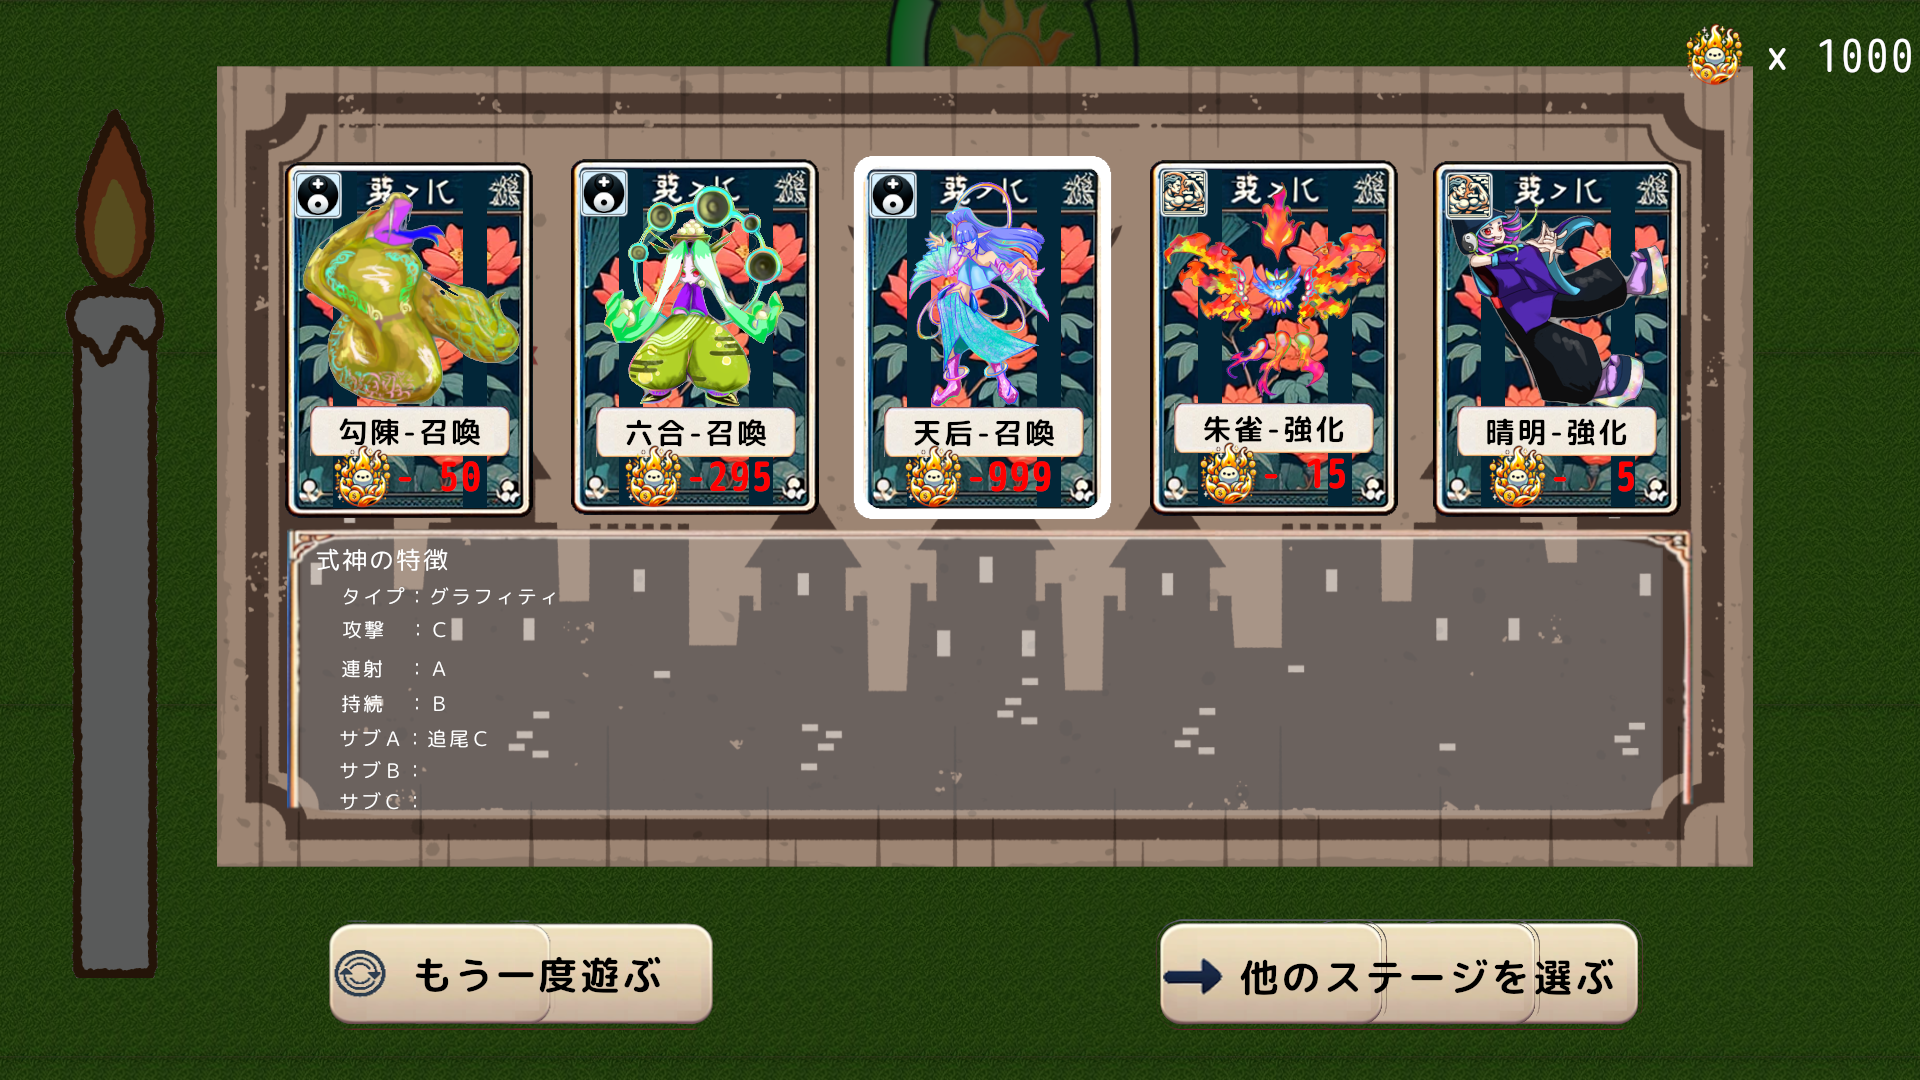 x 1000
勾陳-召喚
- 50
六合-召喚
-295
天后-召喚
-999
朱雀-強化
- 15
晴明-強化
- 5
式神の特徴
タイプ：グラフィティ
攻撃 ：C
連射 ：A
持続 ：B
サブA：追尾C
サブB：
サブC：
もう一度遊ぶ
他のステージを選ぶ